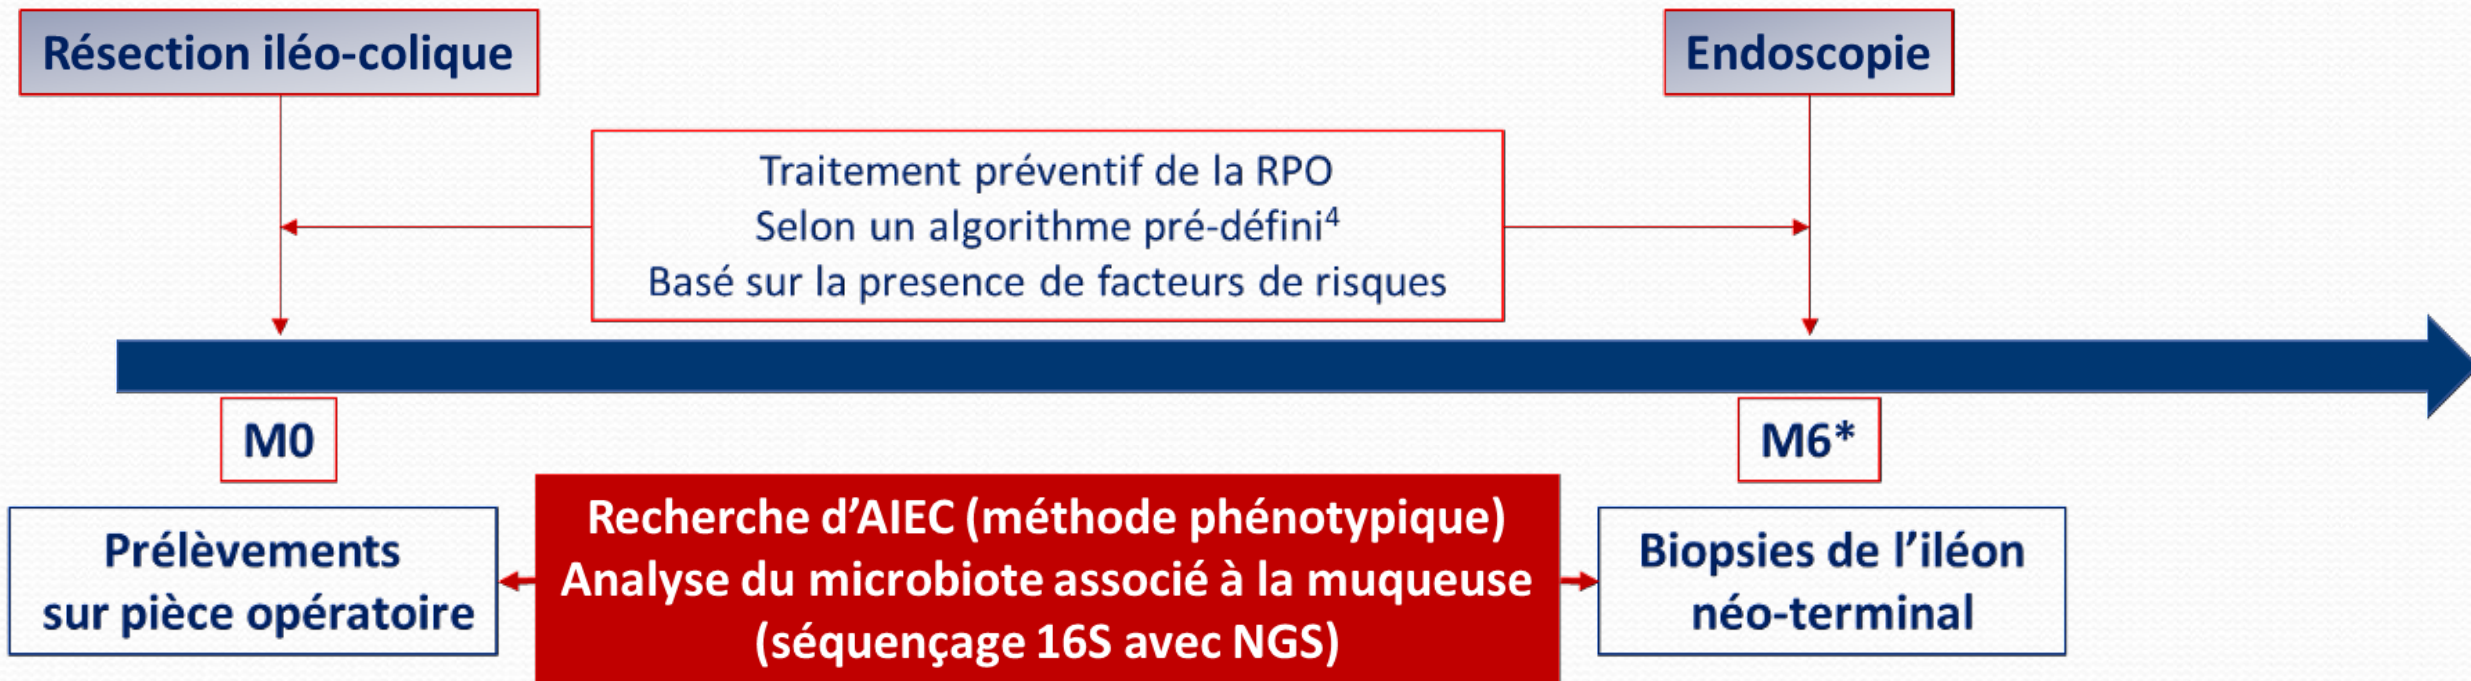 Résection iléo-colique
Endoscopie
Traitement préventif de la RPO
Selon un algorithme pré-défini⁴
Basé sur la presence de facteurs de risques
M0
M6*
Prélèvements
sur pièce opératoire
Recherche d’AIEC (méthode phénotypique)
Analyse du microbiote associé à la muqueuse
(séquençage 16S avec NGS)
Biopsies de l’iléon
néo-terminal